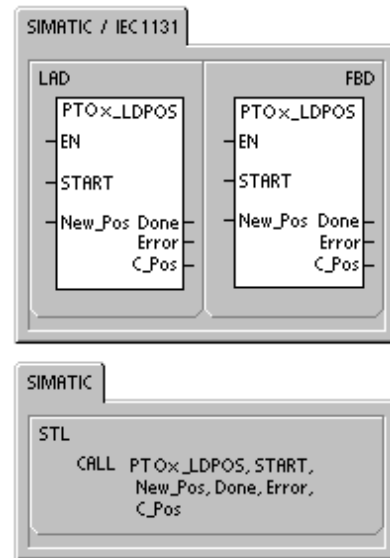 SIMATIC / IEC1131
LAD
FBD
PTOx_LDPOS
EN
START
New_Pos Done
Error
C_Pos
PTOx_LDPOS
EN
START
New_Pos Done
Error
C_Pos
SIMATIC
STL
CALL PTOx_LDPOS, START,
New_Pos, Done, Error,
C_Pos